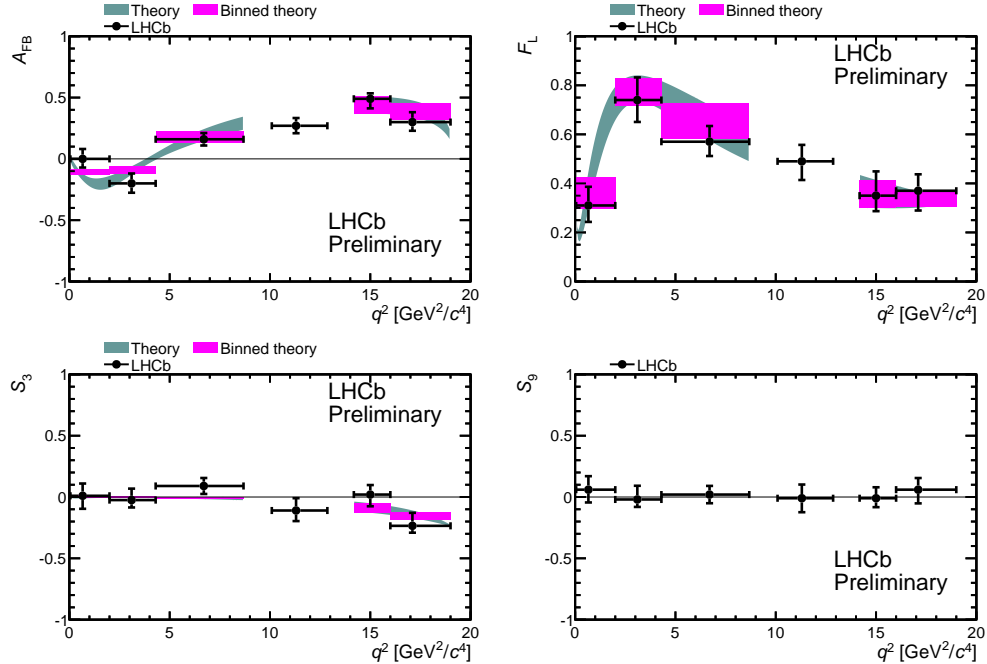 Theory Binned theory
LHCb
A_FB
1
0.5
0
-0.5
-1
LHCb
Preliminary
0 5 10 15 20
q² [GeV²/c⁴]
Theory Binned theory
LHCb
F_L
1
0.8
0.6
0.4
0.2
0
LHCb
Preliminary
0 5 10 15 20
q² [GeV²/c⁴]
Theory Binned theory
LHCb
S_3
1
0.5
0
-0.5
-1
LHCb
Preliminary
0 5 10 15 20
q² [GeV²/c⁴]
LHCb
S_9
1
0.5
0
-0.5
-1
LHCb
Preliminary
0 5 10 15 20
q² [GeV²/c⁴]